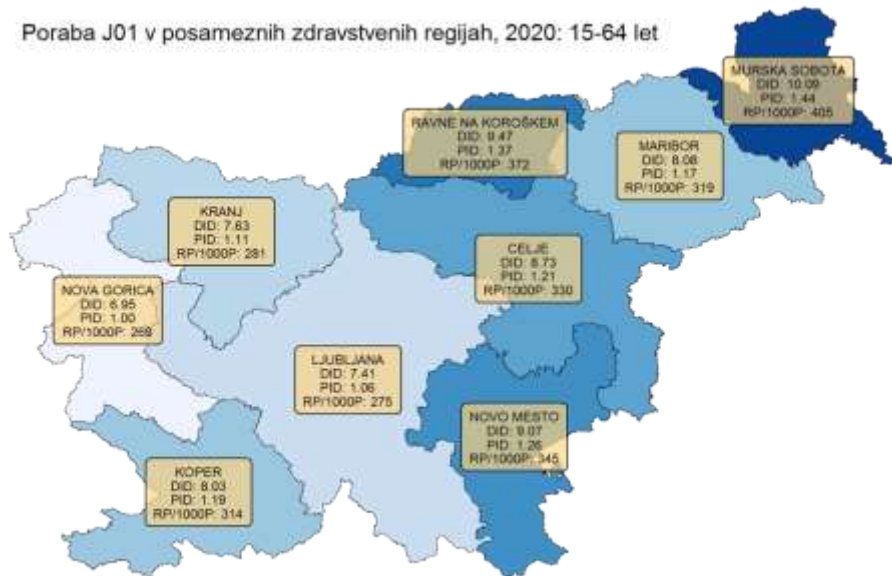 Poraba J01 v posameznih zdravstvenih regijah, 2020: 15-64 let
MURSKA SOBOTA
DID: 10.09
PID: 1.44
RP/1000P: 405
RAVNE NA KOROŠKEM
DID: 9.47
PID: 1.37
RP/1000P: 372
MARIBOR
DID: 8.08
PID: 1.17
RP/1000P: 319
KRANJ
DID: 7.63
PID: 1.11
RP/1000P: 281
CELJE
DID: 8.73
PID: 1.21
RP/1000P: 330
NOVA GORICA
DID: 6.95
PID: 1.00
RP/1000P: 269
LJUBLJANA
DID: 7.41
PID: 1.06
RP/1000P: 275
NOVO MESTO
DID: 9.07
PID: 1.26
RP/1000P: 345
KOPER
DID: 8.03
PID: 1.19
RP/1000P: 314